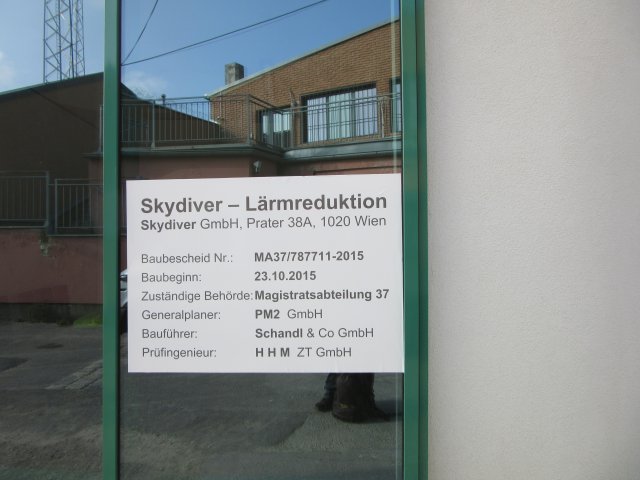 Skydiver – Lärmreduktion
Skydiver GmbH, Prater 38A, 1020 Wien
Baubescheid Nr.: MA37/787711-2015
Baubeginn: 23.10.2015
Zuständige Behörde: Magistratsabteilung 37
Generalplaner: PM2 GmbH
Bauführer: Schandl & Co GmbH
Prüfingenieur: H H M ZT GmbH